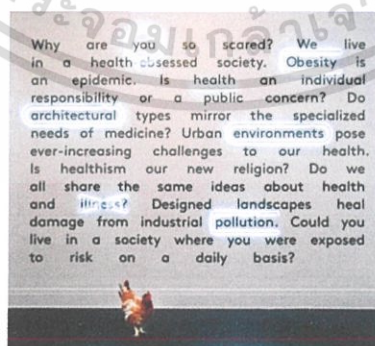 Why are you so scared? We live
in a health obsessed society. Obesity is
an epidemic. Is health an individual
responsibility or a public concern? Do
architectural types mirror the specialized
needs of medicine? Urban environments pose
ever-increasing challenges to our health.
Is healthism our new religion? Do we
all share the same ideas about health
and illness? Designed landscapes heal
damage from industrial pollution. Could you
live in a society where you were exposed
to risk on a daily basis?